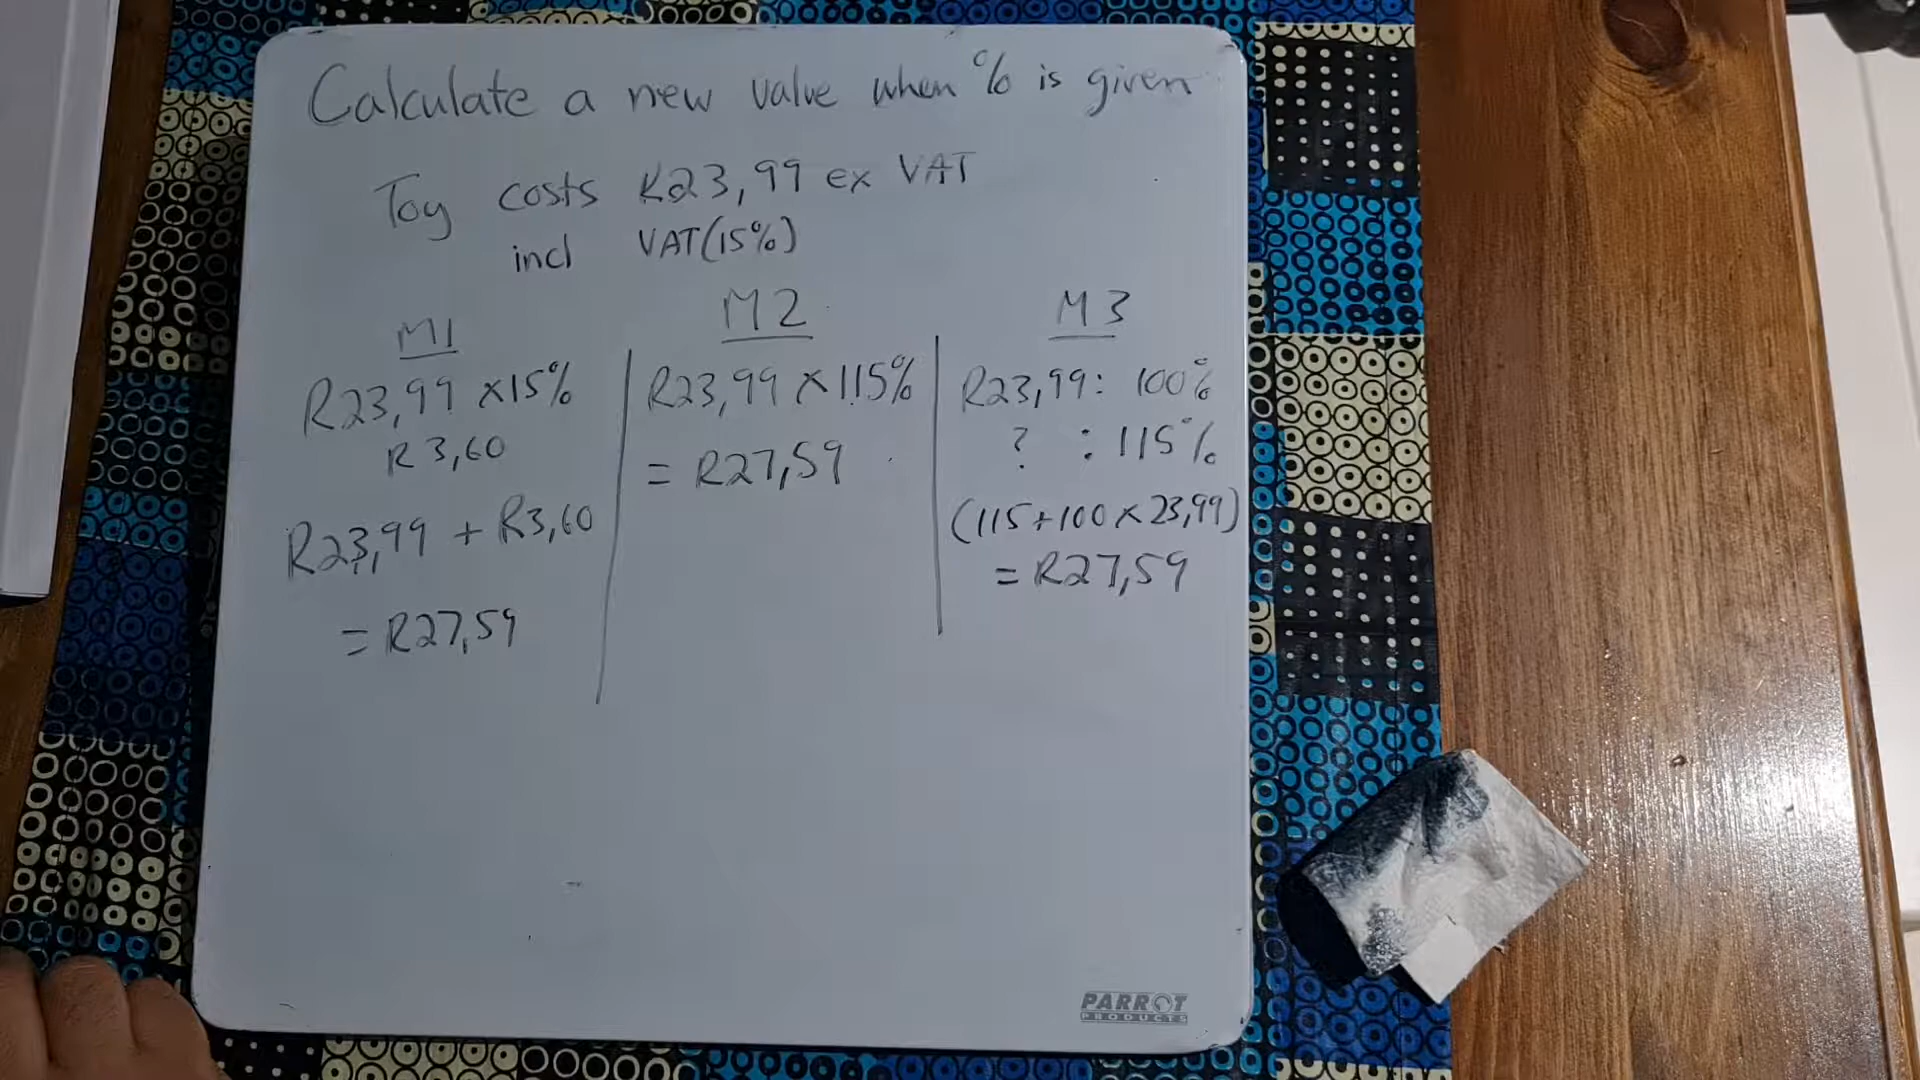 Calculate a new value when % is given
Toy costs R23,99 ex VAT
incl VAT(15%)
M1
R23,99 x15%
R3,60
R23,99 + R3,60
= R27,59
M2
R23,99 x 115%
= R27,59
M3
R23,99: 100%
? : 115%
(115÷100 x 23,99)
= R27,59
PARROT
PRODUCTS